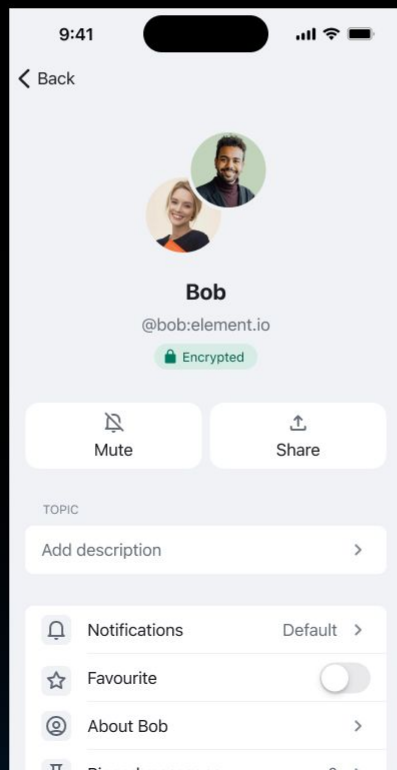 9:41
Back
Bob
@bob:element.io
Encrypted
Mute
Share
TOPIC
Add description
Notifications Default
Favourite
About Bob